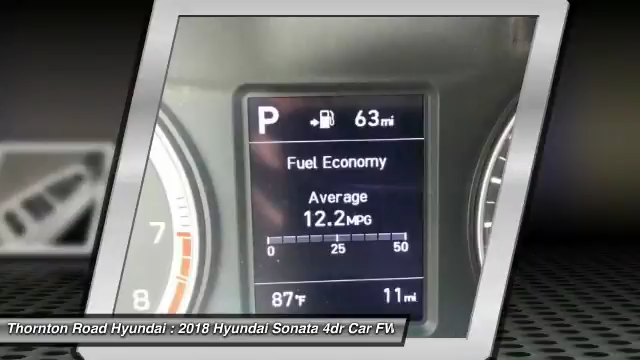 P 63mi
Fuel Economy
Average
12.2MPG
0 25 50
87°F 11mi
7
8
Thornton Road Hyundai : 2018 Hyundai Sonata 4dr Car FW